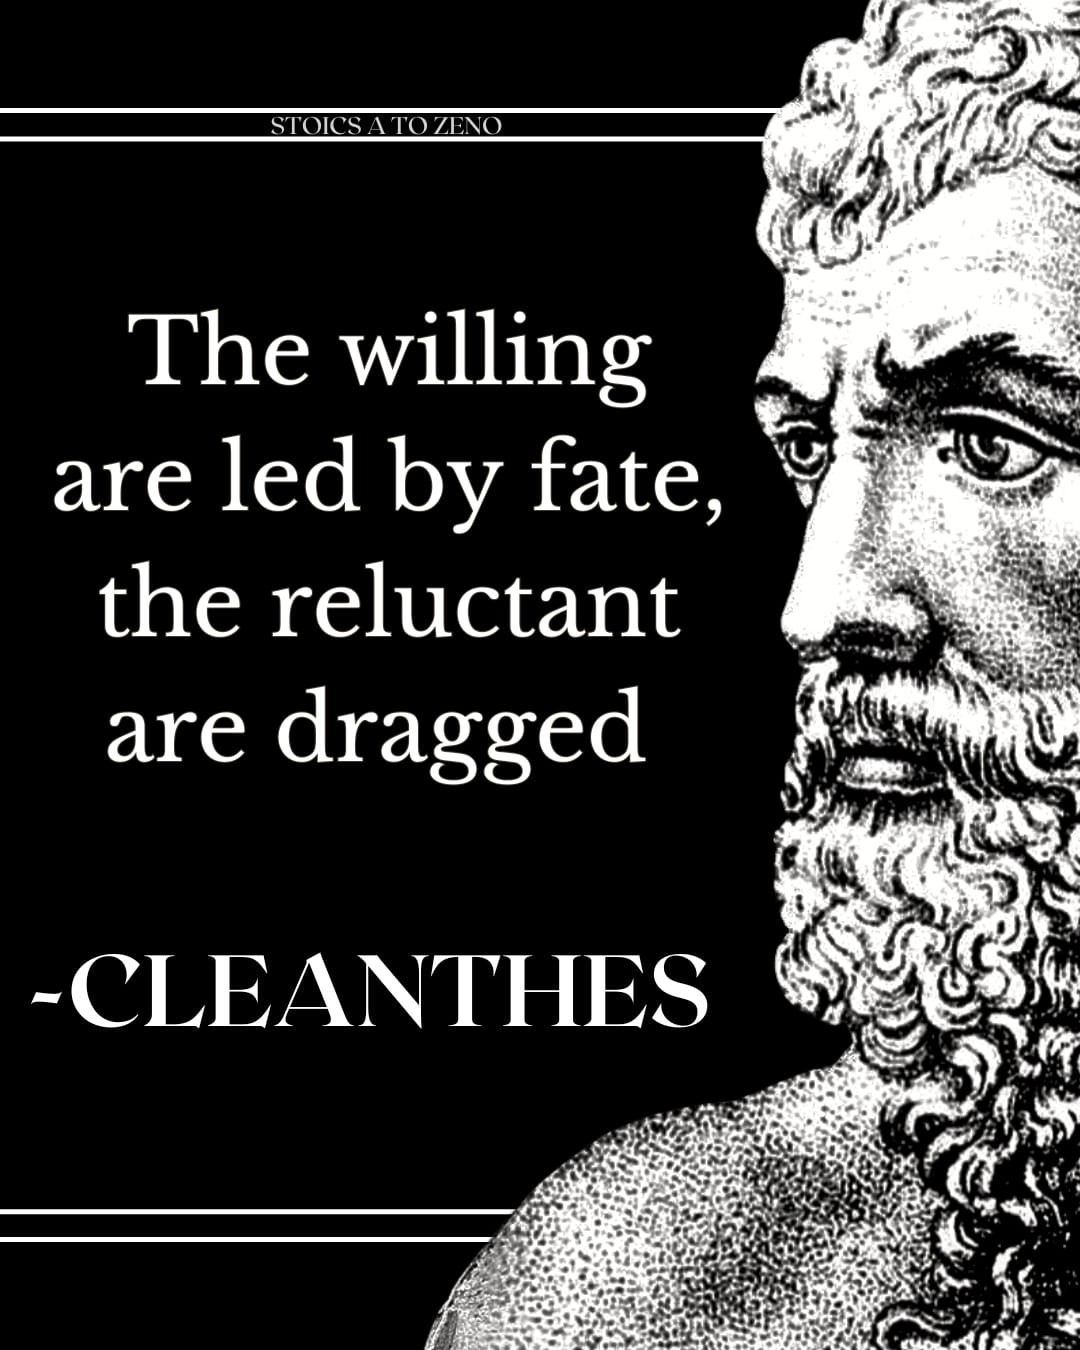 STOICS A TO ZENO
The willing
are led by fate,
the reluctant
are dragged
-CLEANTHES